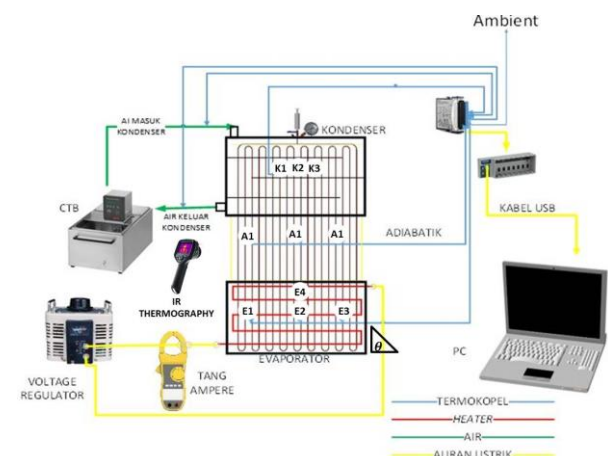 Ambient
AI MASUK
KONDENSER
KONDENSER
K1 K2 K3
CTB
AIR KELUAR
KONDENSER
KABEL USB
A1 A1 A1
ADIABATIK
IR
THERMOGRAPHY
E4
E1 E2 E3
EVAPORATOR
θ
PC
VOLTAGE
REGULATOR
TANG
AMPERE
TERMOKOPEL
HEATER
AIR
ALIRAN LISTRIK